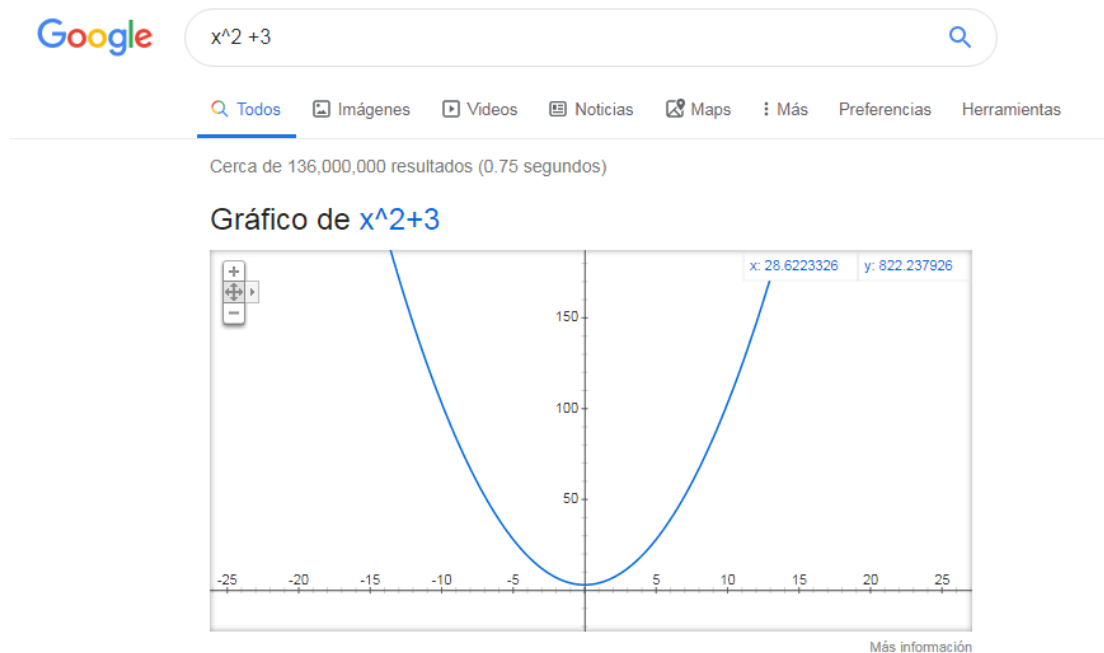 Google x^2 +3
Todos Imágenes Videos Noticias Maps Más Preferencias Herramientas
Cerca de 136,000,000 resultados (0.75 segundos)
Gráfico de x^2+3
+ x: 28.6223326 y: 822.237926
−
150
100
50
-25 -20 -15 -10 -5 5 10 15 20 25
Más información